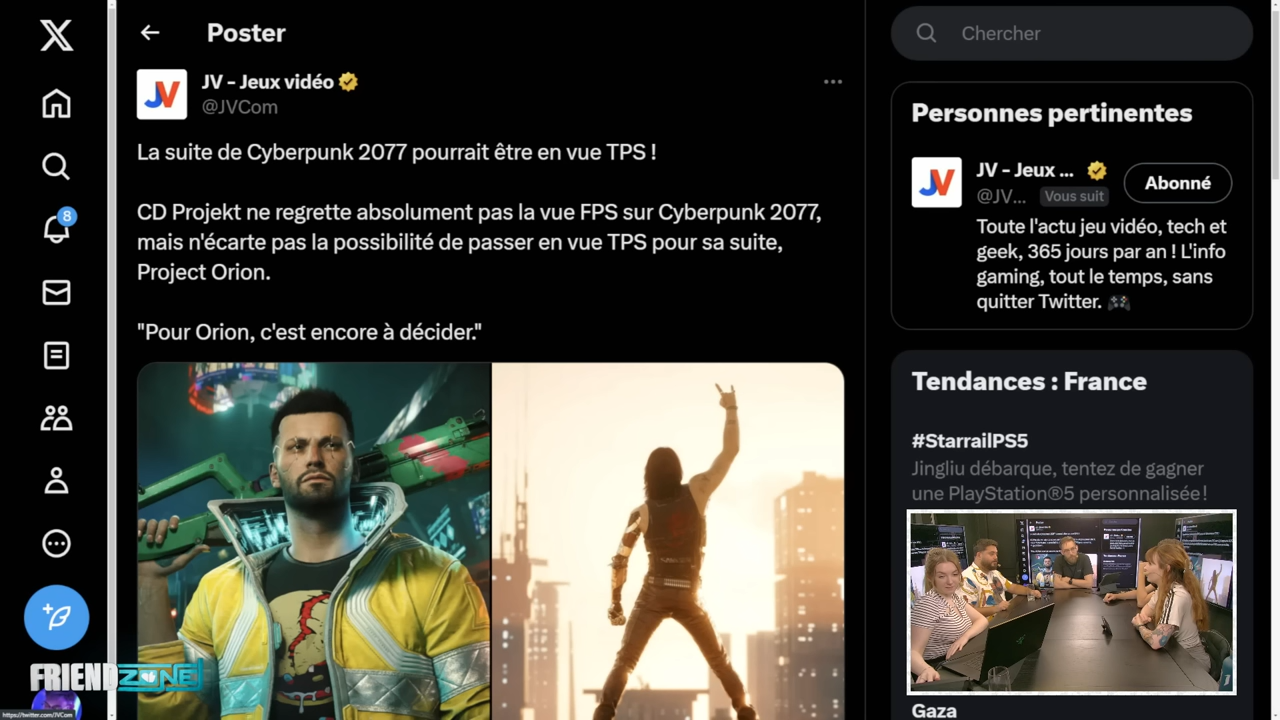 Poster
JV - Jeux vidéo
@JVCom
La suite de Cyberpunk 2077 pourrait être en vue TPS !
CD Projekt ne regrette absolument pas la vue FPS sur Cyberpunk 2077,
mais n'écarte pas la possibilité de passer en vue TPS pour sa suite,
Project Orion.
"Pour Orion, c'est encore à décider."
8
Chercher
Personnes pertinentes
JV
JV - Jeux ...
@JV... Vous suit
Abonné
Toute l'actu jeu vidéo, tech et
geek, 365 jours par an ! L'info
gaming, tout le temps, sans
quitter Twitter.
Tendances : France
#StarrailPS5
Jingliu débarque, tentez de gagner
une PlayStation®5 personnalisée!
Gaza
JV
FRIENDZONE
https://twitter.com/JVCom